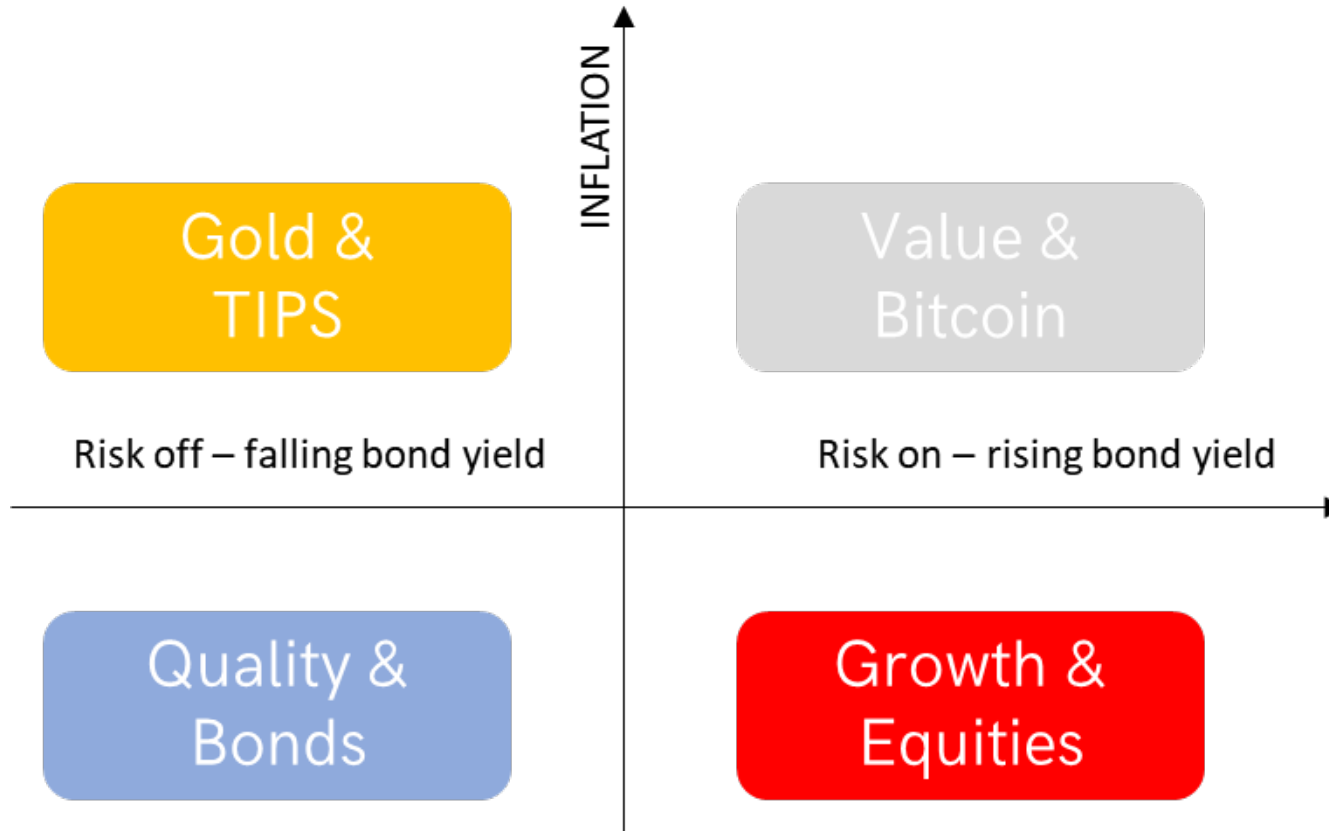 INFLATION
Gold &
TIPS
Value &
Bitcoin
Risk off – falling bond yield
Risk on – rising bond yield
Quality &
Bonds
Growth &
Equities